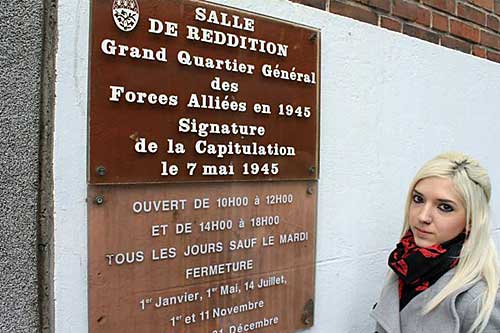 SALLE
DE REDDITION
Grand Quartier Général
des
Forces Alliées en 1945
Signature
de la Capitulation
le 7 mai 1945
OUVERT DE 10H00 à 12H00
ET DE 14H00 à 18H00
TOUS LES JOURS SAUF LE MARDI
FERMETURE
1er Janvier, 1er Mai, 14 Juillet,
1er et 11 Novembre
31 Décembre